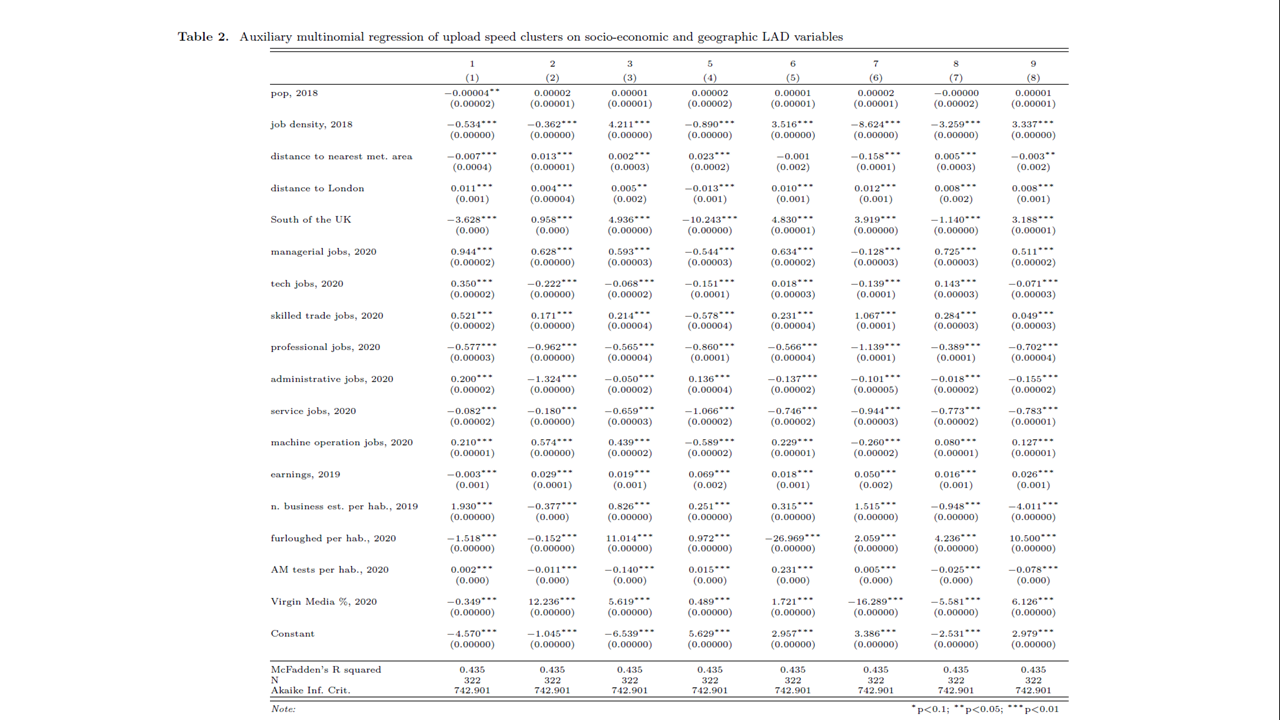 Table 2. Auxiliary multinomial regression of upload speed clusters on socio-economic and geographic LAD variables
1 2 3 5 6 7 8 9
(1) (2) (3) (4) (5) (6) (7) (8)
pop, 2018 −0.00004** 0.00002 0.00001 0.00002 0.00001 0.00002 −0.00000 0.00001
(0.00002) (0.00001) (0.00001) (0.00002) (0.00001) (0.00001) (0.00002) (0.00001)
job density, 2018 −0.534*** −0.362*** 4.211*** −0.890*** 3.516*** −8.624*** −3.259*** 3.337***
(0.00000) (0.00000) (0.00000) (0.00000) (0.00000) (0.00000) (0.00000) (0.00000)
distance to nearest met. area −0.007*** 0.013*** 0.002*** 0.023*** −0.001 −0.158*** 0.005*** −0.003**
(0.0004) (0.00001) (0.0003) (0.0002) (0.002) (0.0001) (0.0003) (0.002)
distance to London 0.011*** 0.004*** 0.005** −0.013*** 0.010*** 0.012*** 0.008*** 0.008***
(0.001) (0.00004) (0.002) (0.001) (0.001) (0.001) (0.002) (0.001)
South of the UK −3.628*** 0.958*** 4.936*** −10.243*** 4.830*** 3.919*** −1.140*** 3.188***
(0.000) (0.000) (0.00000) (0.00000) (0.00001) (0.00000) (0.00000) (0.00001)
managerial jobs, 2020 0.944*** 0.628*** 0.593*** −0.544*** 0.634*** −0.128*** 0.725*** 0.511***
(0.00002) (0.00000) (0.00003) (0.00003) (0.00002) (0.00003) (0.00003) (0.00002)
tech jobs, 2020 0.350*** −0.222*** −0.068*** −0.151*** 0.018*** −0.139*** 0.143*** −0.071***
(0.00002) (0.00000) (0.00002) (0.0001) (0.00003) (0.0001) (0.00003) (0.00003)
skilled trade jobs, 2020 0.521*** 0.171*** 0.214*** −0.578*** 0.231*** 1.067*** 0.284*** 0.049***
(0.00002) (0.00000) (0.00004) (0.00004) (0.00004) (0.0001) (0.00003) (0.00003)
professional jobs, 2020 −0.577*** −0.962*** −0.565*** −0.860*** −0.566*** −1.139*** −0.389*** −0.702***
(0.00003) (0.00000) (0.00004) (0.0001) (0.00004) (0.0001) (0.0001) (0.00004)
administrative jobs, 2020 0.200*** −1.324*** −0.050*** 0.136*** −0.137*** −0.101*** −0.018*** −0.155***
(0.00002) (0.00000) (0.00002) (0.00004) (0.00002) (0.00005) (0.00002) (0.00002)
service jobs, 2020 −0.082*** −0.180*** −0.659*** −1.066*** −0.746*** −0.944*** −0.773*** −0.783***
(0.00002) (0.00000) (0.00003) (0.00002) (0.00002) (0.00003) (0.00002) (0.00001)
machine operation jobs, 2020 0.210*** 0.574*** 0.439*** −0.589*** 0.229*** −0.260*** 0.080*** 0.127***
(0.00001) (0.00000) (0.00002) (0.00002) (0.00001) (0.00002) (0.00001) (0.00001)
earnings, 2019 −0.003*** 0.029*** 0.019*** 0.069*** 0.018*** 0.050*** 0.016*** 0.026***
(0.001) (0.0001) (0.001) (0.002) (0.001) (0.002) (0.001) (0.001)
n. business est. per hab., 2019 1.930*** −0.377*** 0.826*** 0.251*** 0.315*** 1.515*** −0.948*** −4.011***
(0.00000) (0.000) (0.00000) (0.00000) (0.00000) (0.00000) (0.00000) (0.00000)
furloughed per hab., 2020 −1.518*** −0.152*** 11.014*** 0.972*** −26.969*** 2.059*** 4.236*** 10.500***
(0.00000) (0.00000) (0.00000) (0.00000) (0.00000) (0.00000) (0.00000) (0.00000)
AM tests per hab., 2020 0.002*** −0.011*** −0.140*** 0.015*** 0.231*** 0.005*** −0.025*** −0.078***
(0.000) (0.000) (0.000) (0.000) (0.000) (0.000) (0.000) (0.000)
Virgin Media %, 2020 −0.349*** 12.236*** 5.619*** 0.489*** 1.721*** −16.289*** −5.581*** 6.126***
(0.00000) (0.00000) (0.00000) (0.00000) (0.00000) (0.00000) (0.00000) (0.00000)
Constant −4.570*** −1.045*** −6.539*** 5.629*** 2.957*** 3.386*** −2.531*** 2.979***
(0.00000) (0.00000) (0.00000) (0.00000) (0.00000) (0.00000) (0.00000) (0.00000)
McFadden's R squared 0.435 0.435 0.435 0.435 0.435 0.435 0.435 0.435
N 322 322 322 322 322 322 322 322
Akaike Inf. Crit. 742.901 742.901 742.901 742.901 742.901 742.901 742.901 742.901
Note: *p<0.1; **p<0.05; ***p<0.01